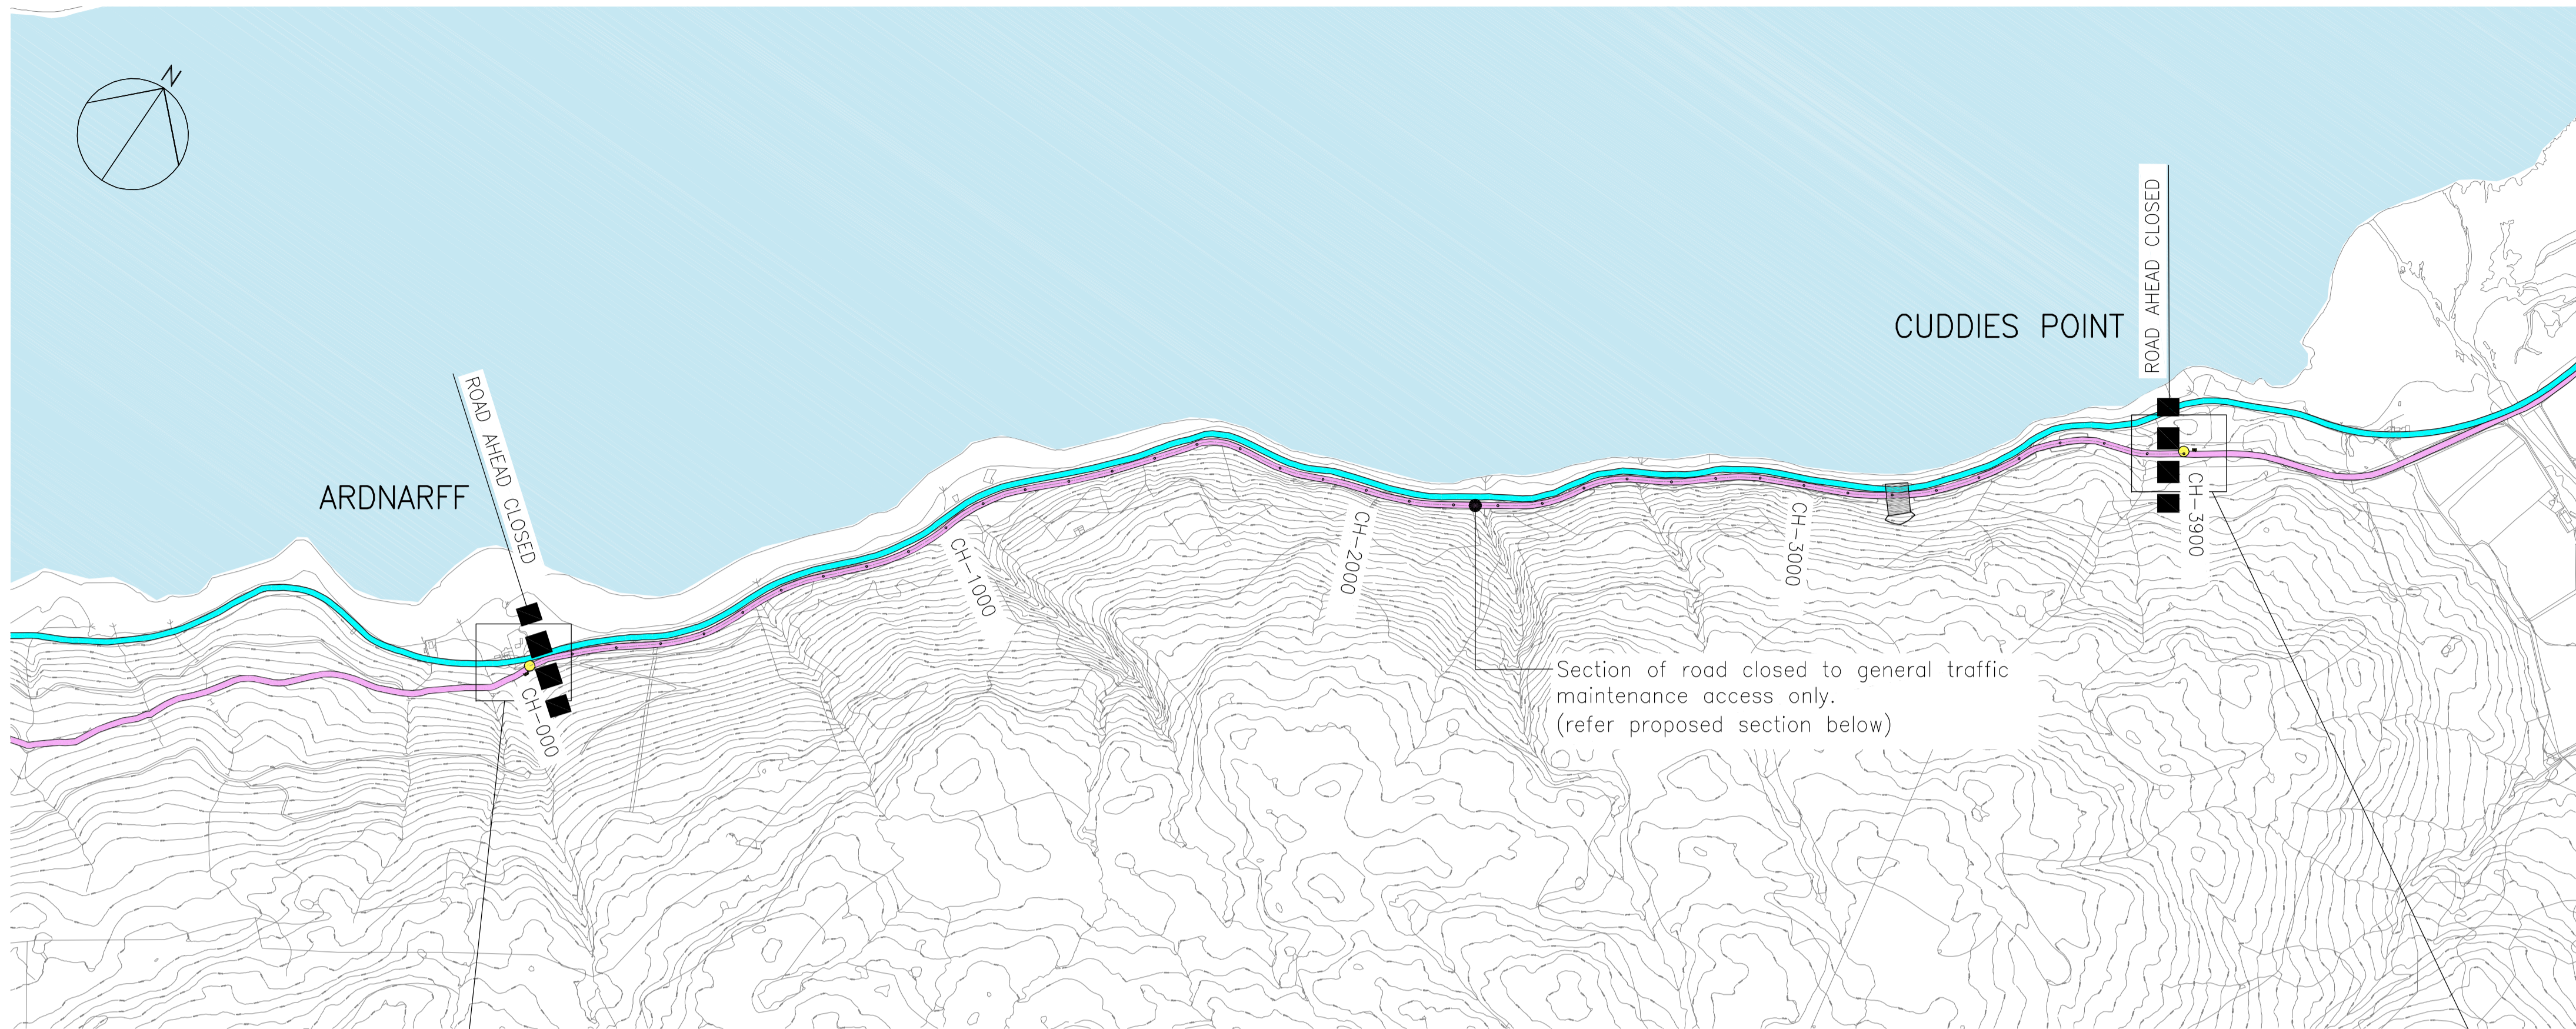 N
ROAD AHEAD CLOSED
CUDDIES POINT
ROAD AHEAD CLOSED
ARDNARFF
CH-3900
CH-3000
CH-2000
CH-1000
Section of road closed to general traffic
maintenance access only.
(refer proposed section below)
CH-000